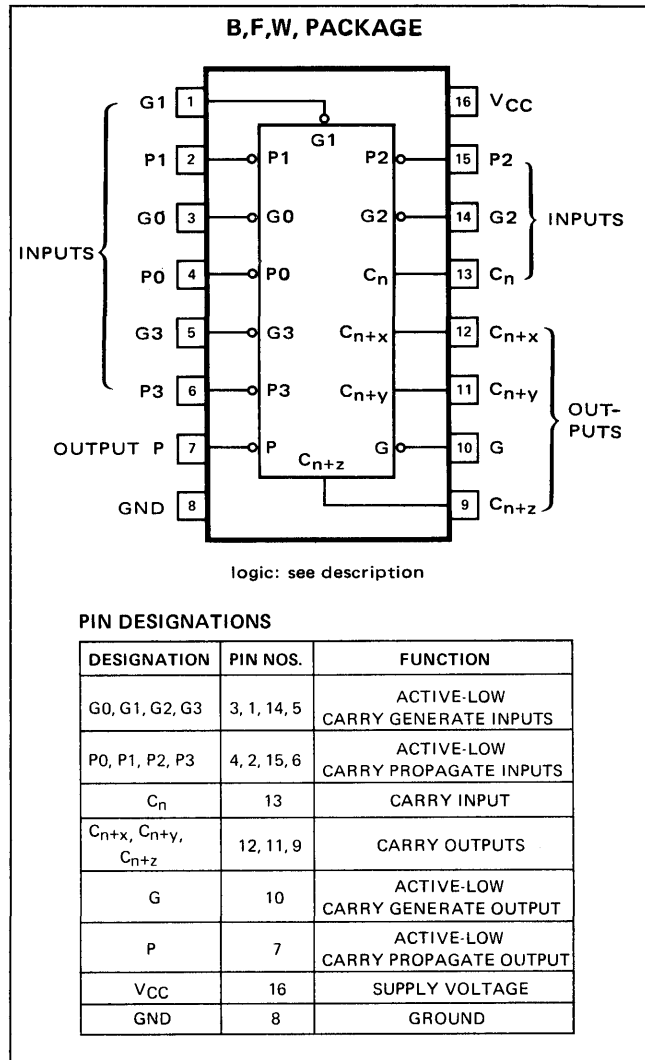 B,F,W, PACKAGE
G1 1
16 VCC
G1
P1 2
P1
P2
15 P2
G0 3
G0
G2
14 G2
INPUTS
INPUTS
P0 4
P0
Cn
13 Cn
G3 5
G3
Cn+x
12 Cn+x
P3 6
P3
Cn+y
11 Cn+y
OUT-
PUTS
OUTPUT P 7
P
G
10 G
Cn+z
GND 8
9 Cn+z
logic: see description
PIN DESIGNATIONS
DESIGNATION PIN NOS. FUNCTION
G0, G1, G2, G3 3, 1, 14, 5 ACTIVE-LOW
CARRY GENERATE INPUTS
P0, P1, P2, P3 4, 2, 15, 6 ACTIVE-LOW
CARRY PROPAGATE INPUTS
Cn 13 CARRY INPUT
Cn+x, Cn+y,
Cn+z 12, 11, 9 CARRY OUTPUTS
G 10 ACTIVE-LOW
CARRY GENERATE OUTPUT
P 7 ACTIVE-LOW
CARRY PROPAGATE OUTPUT
VCC 16 SUPPLY VOLTAGE
GND 8 GROUND